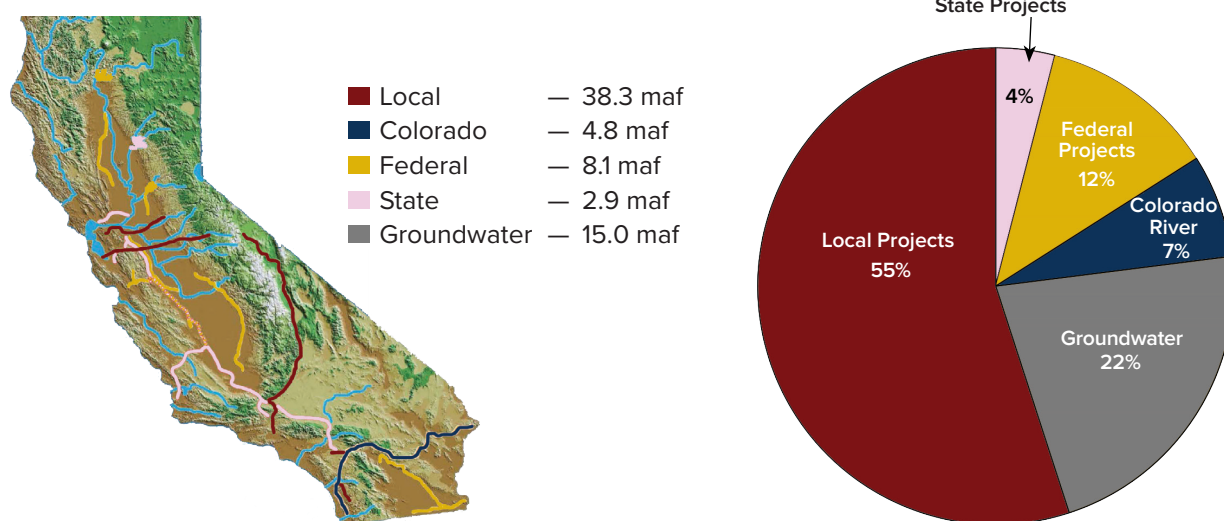 Local — 38.3 maf
Colorado — 4.8 maf
Federal — 8.1 maf
State — 2.9 maf
Groundwater — 15.0 maf
State Projects
4%
Federal
Projects
12%
Colorado
River
7%
Local Projects
55%
Groundwater
22%